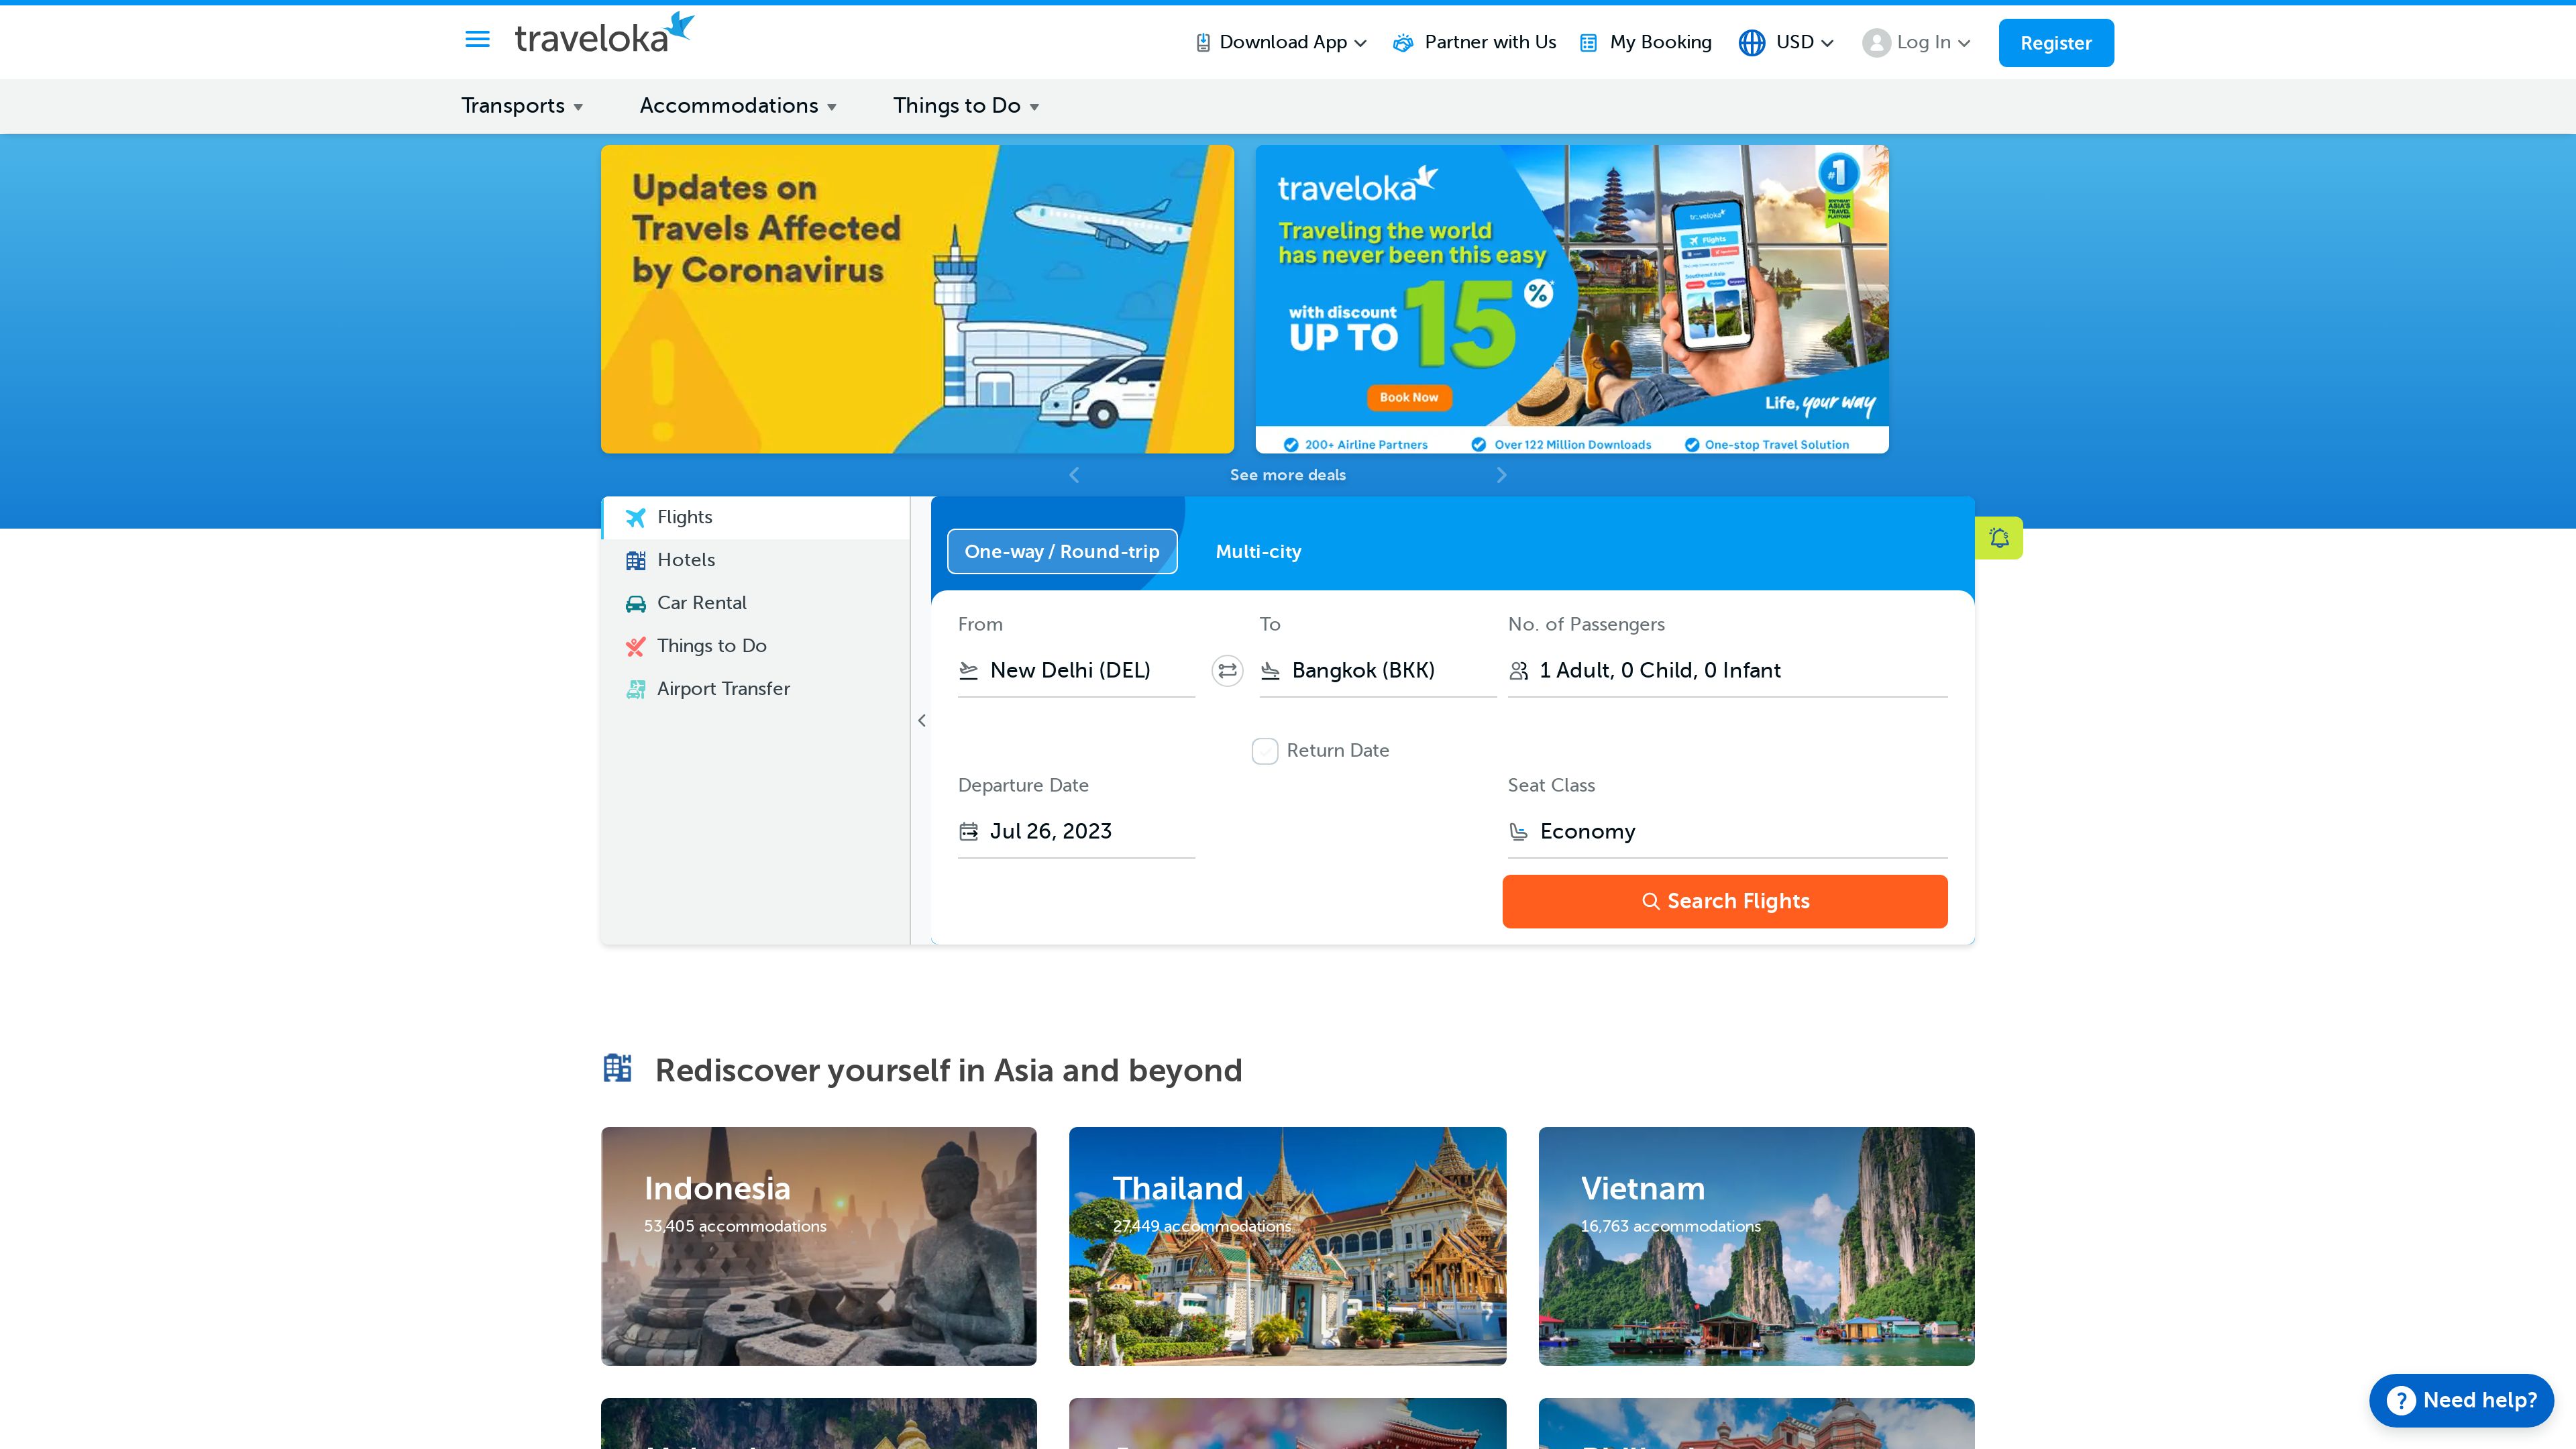 traveloka
Download App
Partner with Us
My Booking
USD
Log In
Register
Transports
Accommodations
Things to Do
Updates on
Travels Affected
by Coronavirus
traveloka
Traveling the world
has never been this easy
with discount
UP TO 15 %
Book Now
#1
traveloka
Flights
Southeast Asia
Life, your way
200+ Airline Partners
Over 122 Million Downloads
One-stop Travel Solution
See more deals
Flights
Hotels
Car Rental
Things to Do
Airport Transfer
One-way / Round-trip
Multi-city
From
To
No. of Passengers
New Delhi (DEL)
Bangkok (BKK)
1 Adult, 0 Child, 0 Infant
Return Date
Departure Date
Seat Class
Jul 26, 2023
Economy
Search Flights
Rediscover yourself in Asia and beyond
Indonesia
53,405 accommodations
Thailand
27,449 accommodations
Vietnam
16,763 accommodations
Need help?